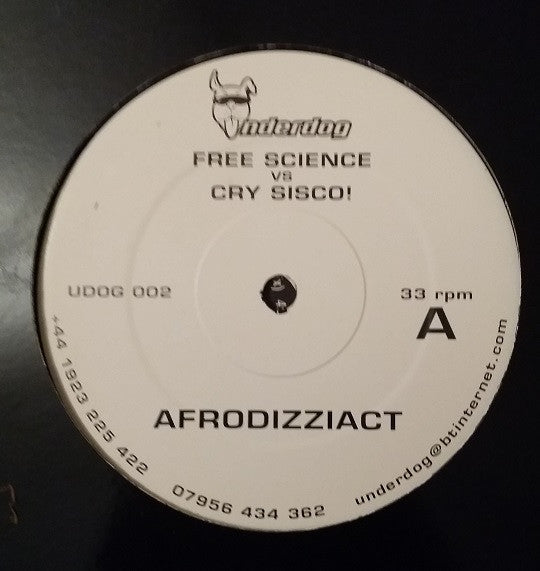 Underdog
FREE SCIENCE
VS
CRY SISCO!
UDOG 002
33 rpm
A
AFRODIZZIACT
+44 1923 225 422
07956 434 362
underdog@btinternet.com